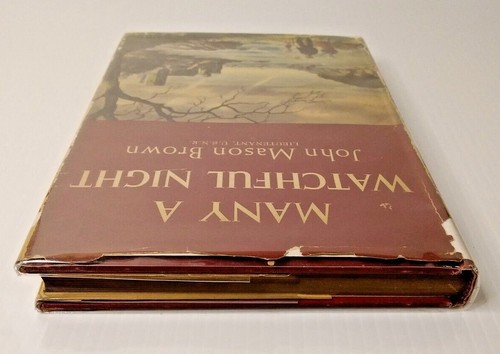 MANY A
WATCHFUL NIGHT
John Mason Brown
LIEUTENANT, U.S.N.R.